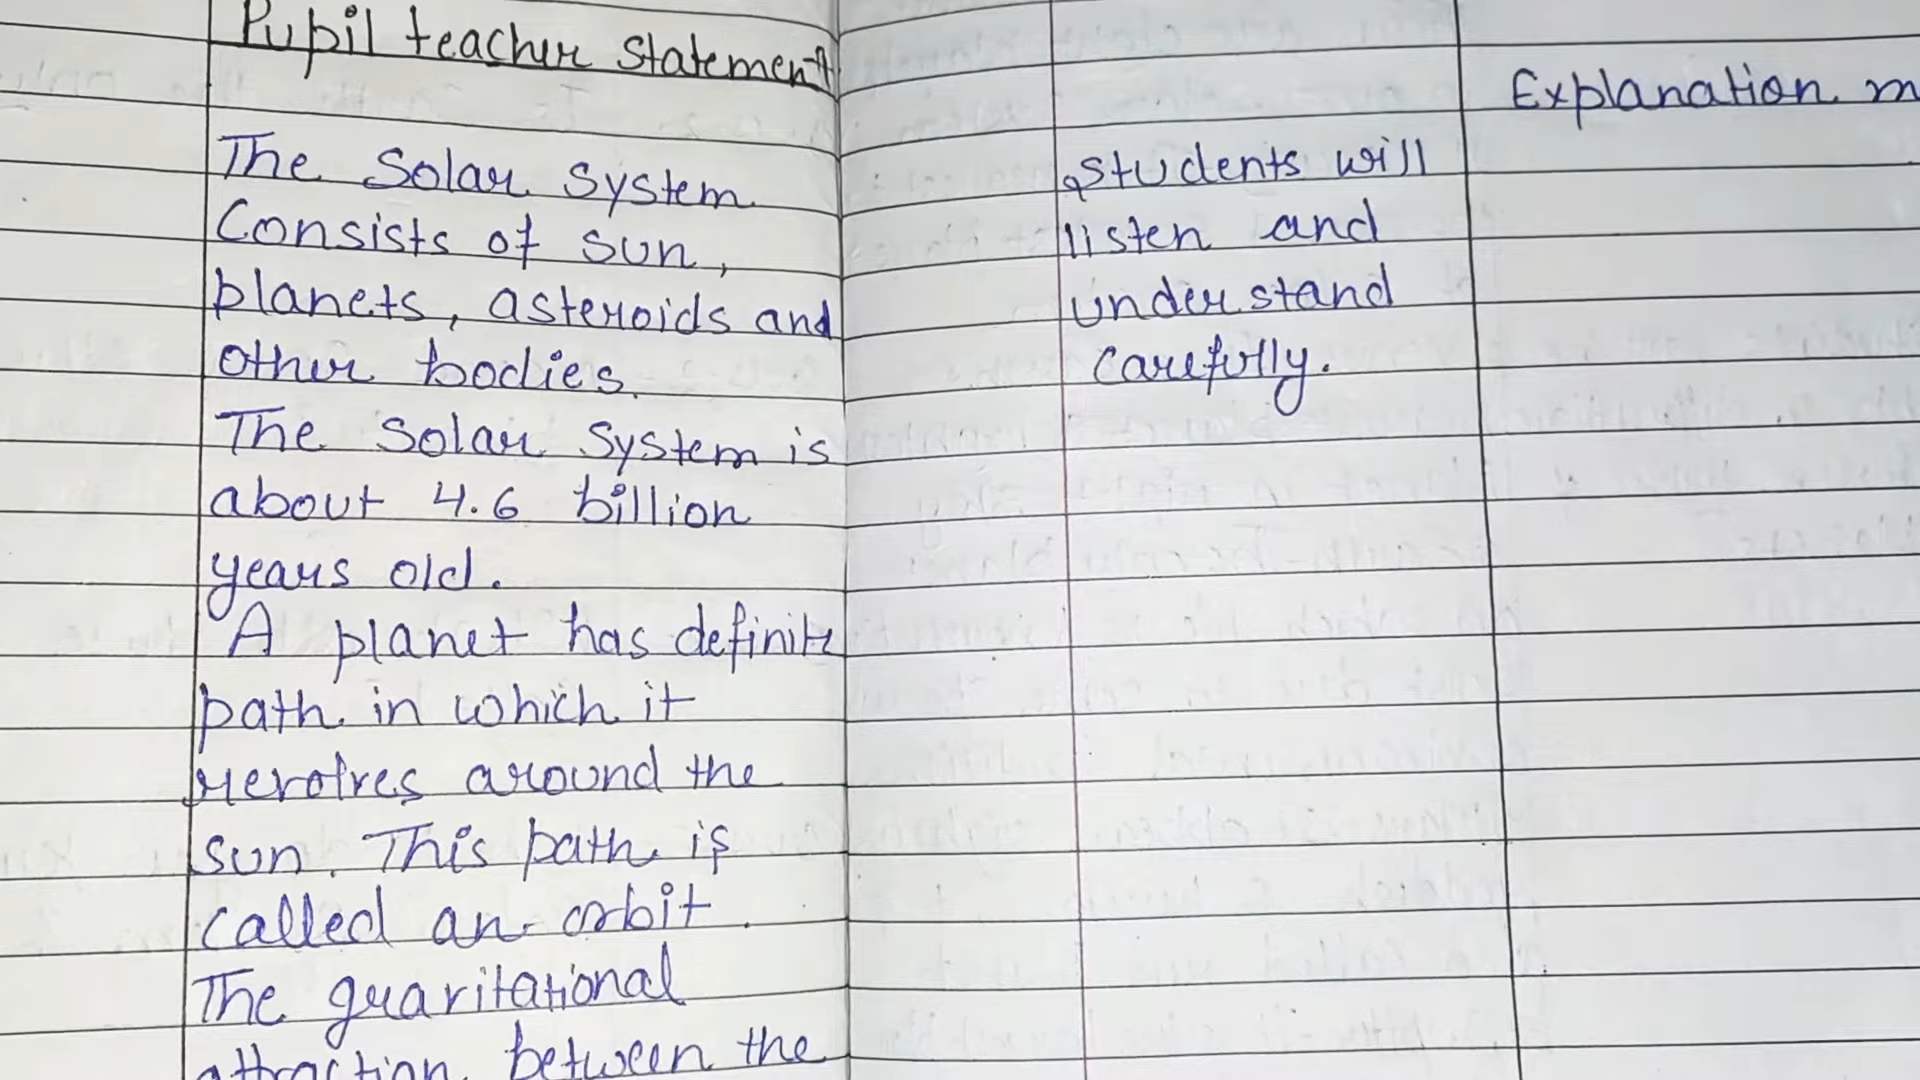 Pupil teacher Statement
The Solar System
Consists of Sun,
planets, asteroids and
other bodies.
The Solar System is
about 4.6 billion
years old.
A planet has definite
path in which it
revolves around the
sun. This path is
called an orbit.
The gravitational
attraction between the
students will
listen and
understand
carefully.
Explanation m